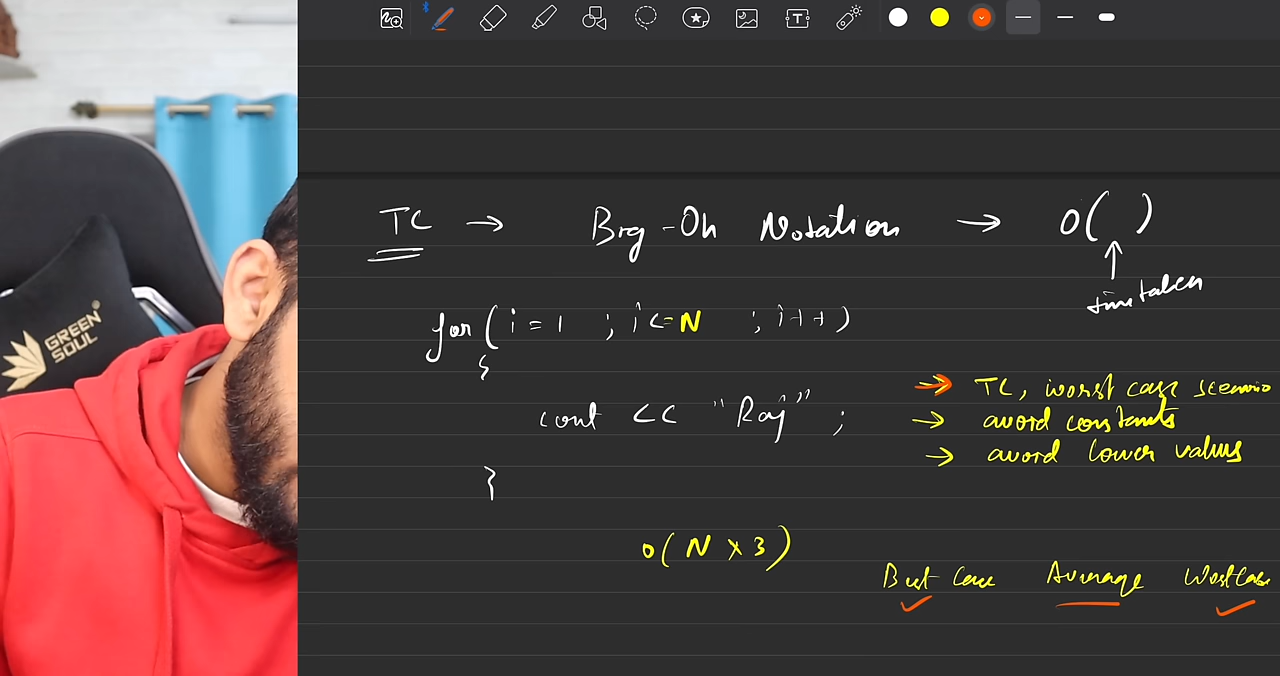 GREEN
SOUL
TC → Big-Oh Notation → O( )
time taken
for( i = 1 ; i <= N ; i++ )
{
cout << "Raj" ;
}
→ TC, worst case scenario
→ avoid constants
→ avoid lower values
O( N × 3 )
Best Case Average Worst Case